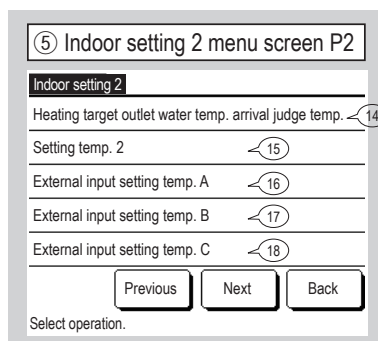 ⑤ Indoor setting 2 menu screen P2
Indoor setting 2
Heating target outlet water temp. arrival judge temp. 14
Setting temp. 2 15
External input setting temp. A 16
External input setting temp. B 17
External input setting temp. C 18
Previous Next Back
Select operation.